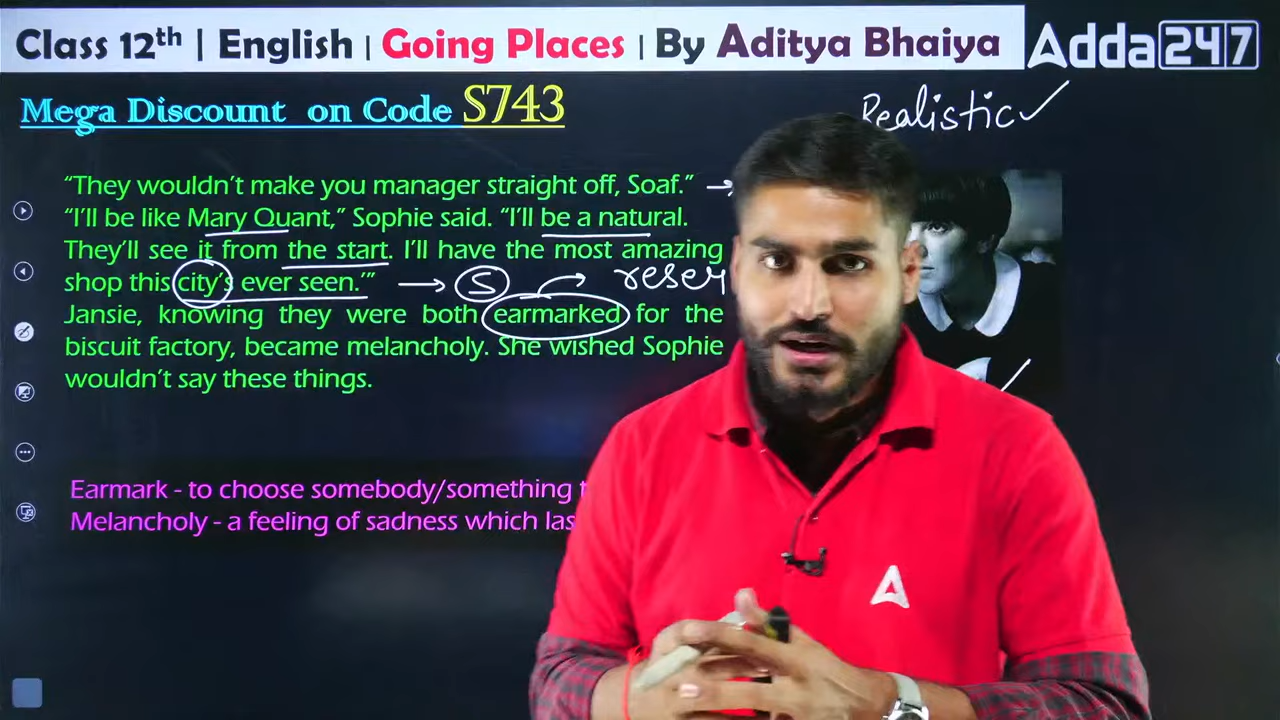 Class 12th | English | Going Places | By Aditya Bhaiya
Adda247
Mega Discount on Code S743
Realistic
“They wouldn’t make you manager straight off, Soaf.”
“I’ll be like Mary Quant,” Sophie said. “I’ll be a natural.
They’ll see it from the start. I’ll have the most amazing
shop this city’s ever seen.’”
S
Jansie, knowing they were both earmarked for the
biscuit factory, became melancholy. She wished Sophie
wouldn’t say these things.
Earmark - to choose somebody/something
Melancholy - a feeling of sadness which